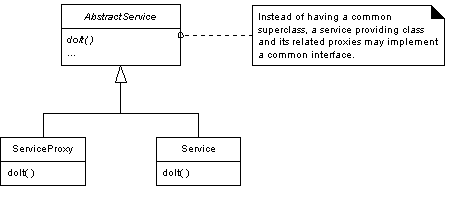 AbstractService
doIt( )
...
Instead of having a common
superclass, a service providing class
and its related proxies may implement
a common interface.
ServiceProxy
doIt( )
Service
doIt( )